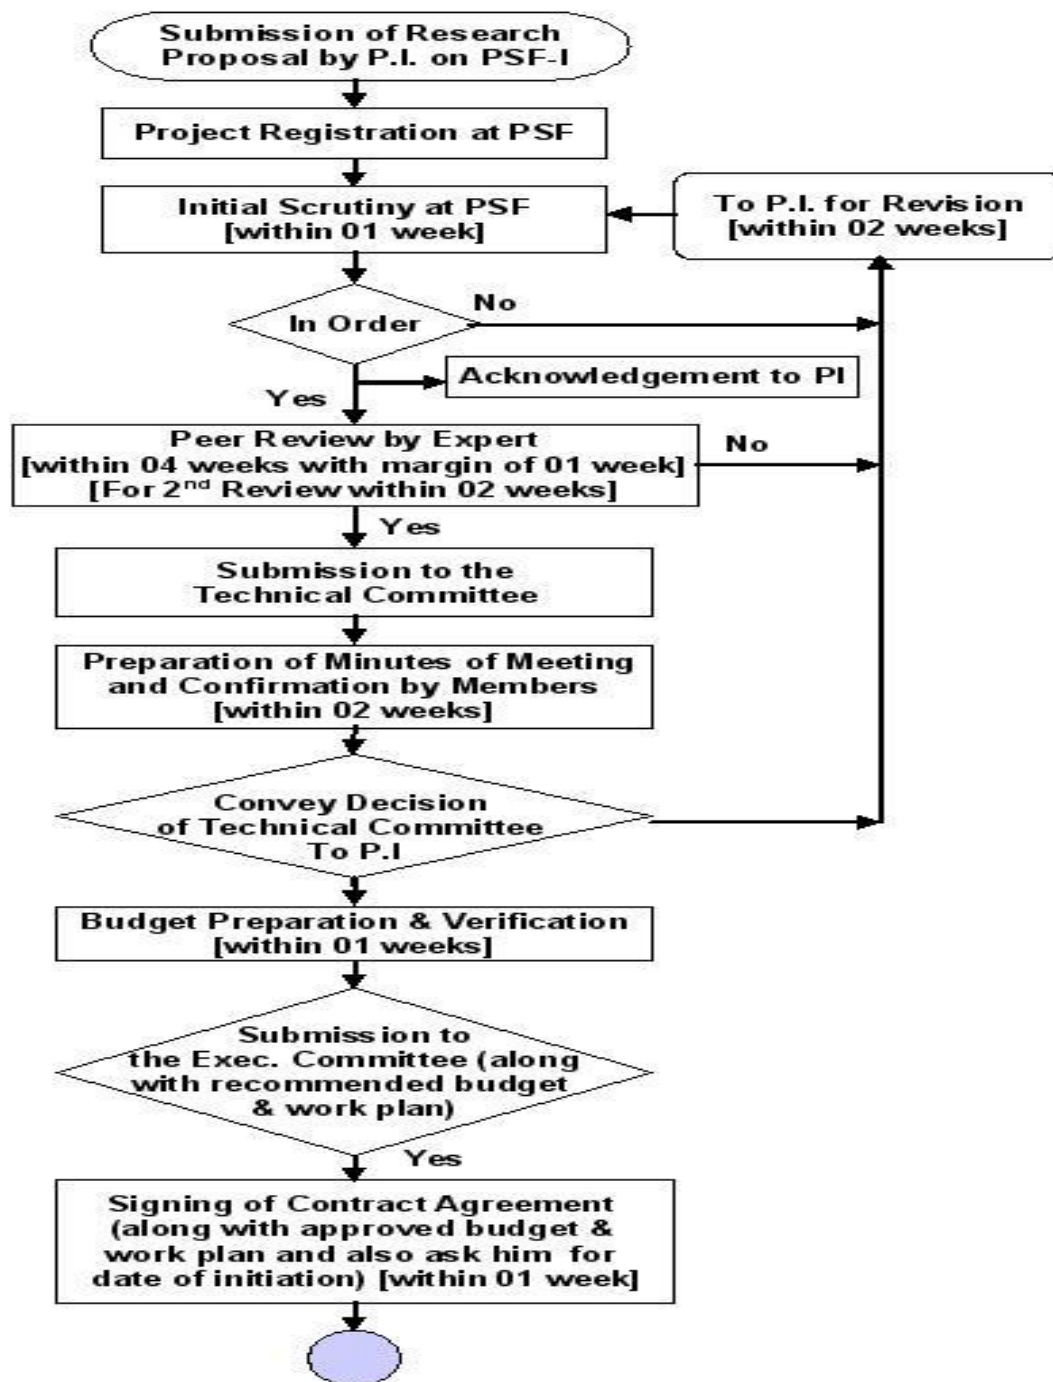 Submission of Research
Proposal by P.I. on PSF-I
Project Registration at PSF
Initial Scrutiny at PSF
[within 01 week]
To P.I. for Revision
[within 02 weeks]
In Order
No
Acknowledgement to PI
Yes
Peer Review by Expert
[within 04 weeks with margin of 01 week]
[For 2nd Review within 02 weeks]
No
Yes
Submission to the
Technical Committee
Preparation of Minutes of Meeting
and Confirmation by Members
[within 02 weeks]
Convey Decision
of Technical Committee
To P.I
Budget Preparation & Verification
[within 01 weeks]
Submission to
the Exec. Committee (along
with recommended budget
& work plan)
Yes
Signing of Contract Agreement
(along with approved budget &
work plan and also ask him for
date of initiation) [within 01 week]